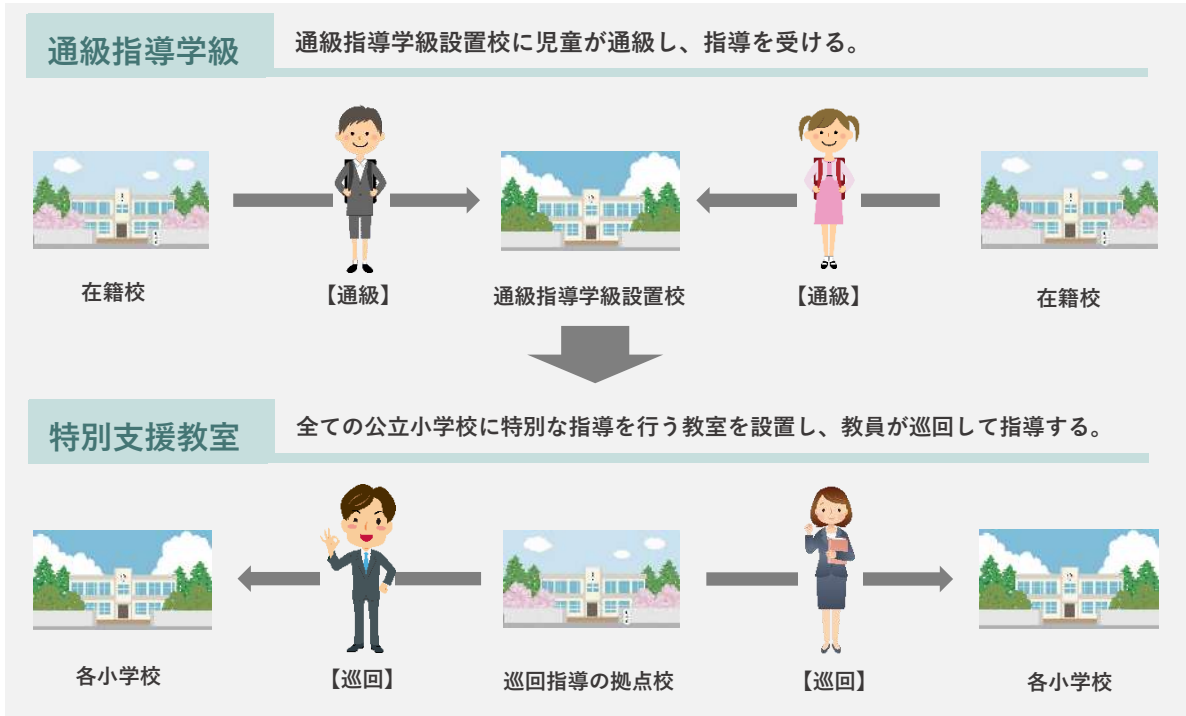 通級指導学級
通級指導学級設置校に児童が通級し、指導を受ける。
在籍校
【通級】
通級指導学級設置校
【通級】
在籍校
特別支援教室
全ての公立小学校に特別な指導を行う教室を設置し、教員が巡回して指導する。
各小学校
【巡回】
巡回指導の拠点校
【巡回】
各小学校